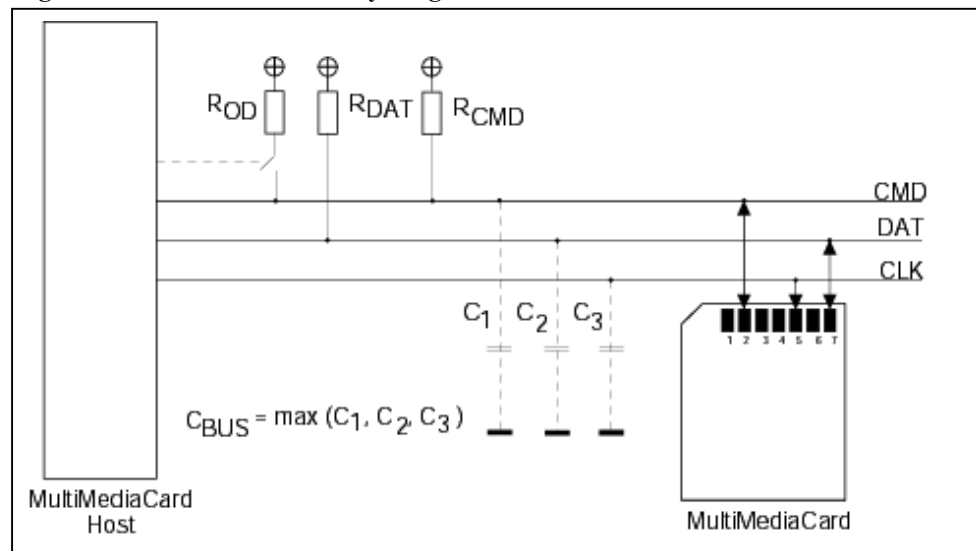 R_OD R_DAT R_CMD
CMD
DAT
CLK
C_1 C_2 C_3
1 2 3 4 5 6 7
C_BUS = max (C_1, C_2, C_3)
MultiMediaCard
Host
MultiMediaCard